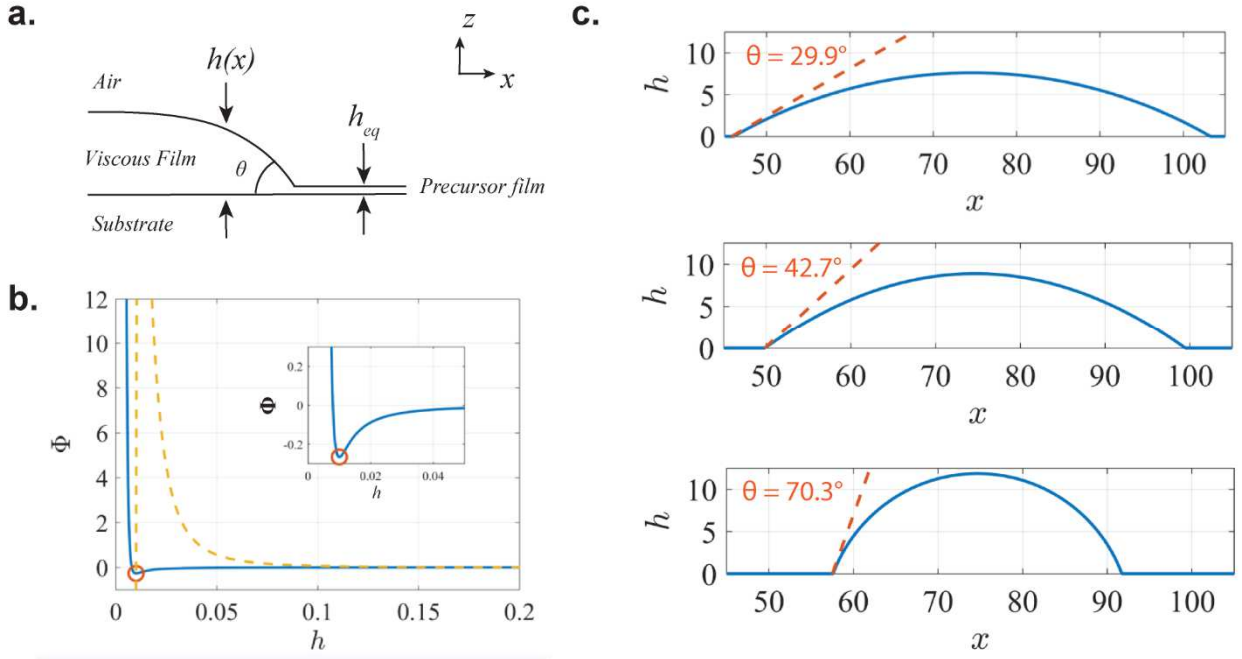 a.
z
x
h(x)
Air
h_eq
Viscous Film
θ
Precursor film
Substrate
b.
12
10
8
6
4
2
0
Φ
0
0.05
0.1
0.15
0.2
h
0.2
0
-0.2
Φ
0
0.02
0.04
h
c.
θ = 29.9°
10
5
0
h
50
60
70
80
90
100
x
θ = 42.7°
10
5
0
h
50
60
70
80
90
100
x
θ = 70.3°
10
5
0
h
50
60
70
80
90
100
x